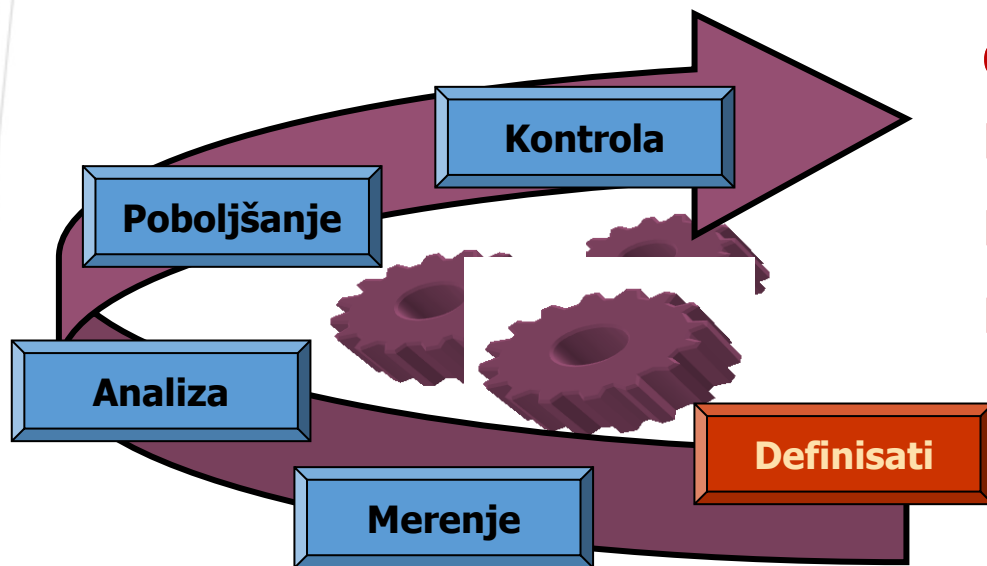 Kontrola
Poboljšanje
Analiza
Definisati
Merenje